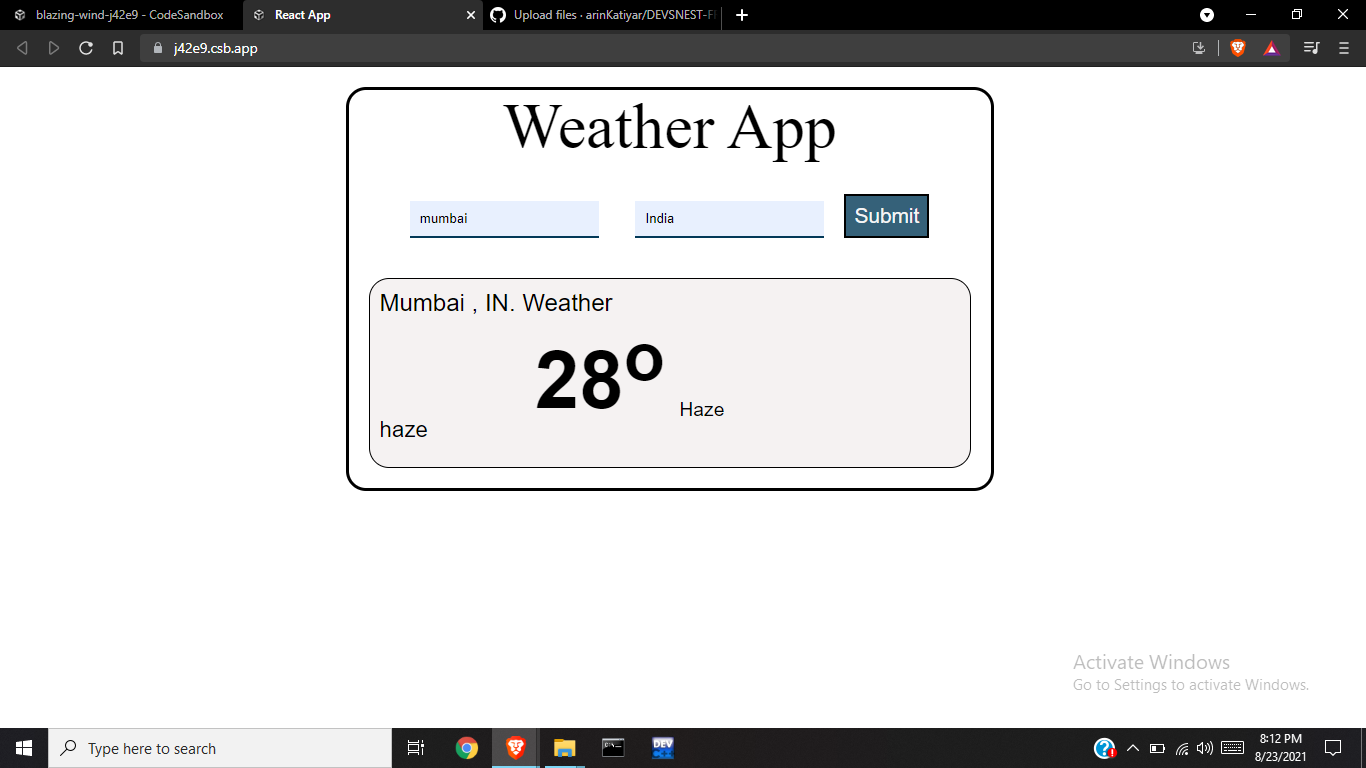 blazing-wind-j42e9 - CodeSandbox
React App
Upload files · arinKatiyar/DEVSNEST-F
j42e9.csb.app
Weather App
mumbai
India
Submit
Mumbai , IN. Weather
28º
Haze
haze
Activate Windows
Go to Settings to activate Windows.
Type here to search
DEV
8:12 PM
8/23/2021